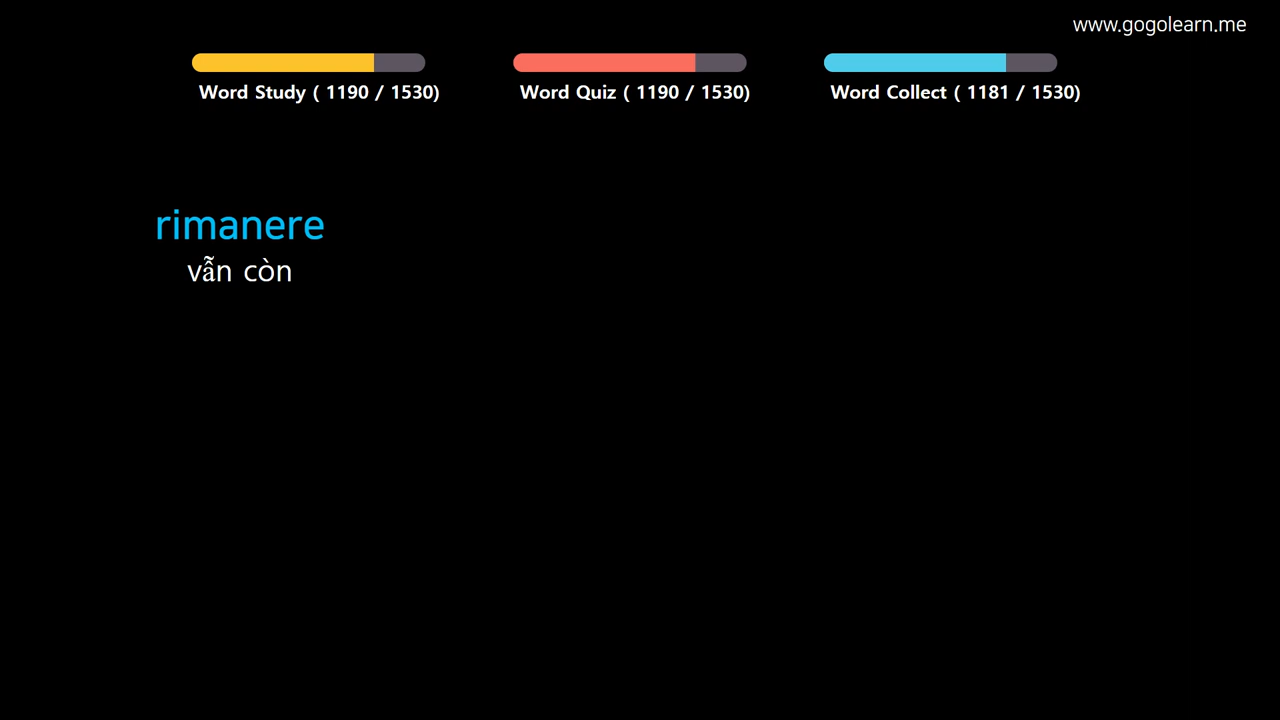 www.gogolearn.me
Word Study ( 1190 / 1530)
Word Quiz ( 1190 / 1530)
Word Collect ( 1181 / 1530)
rimanere
vẫn còn